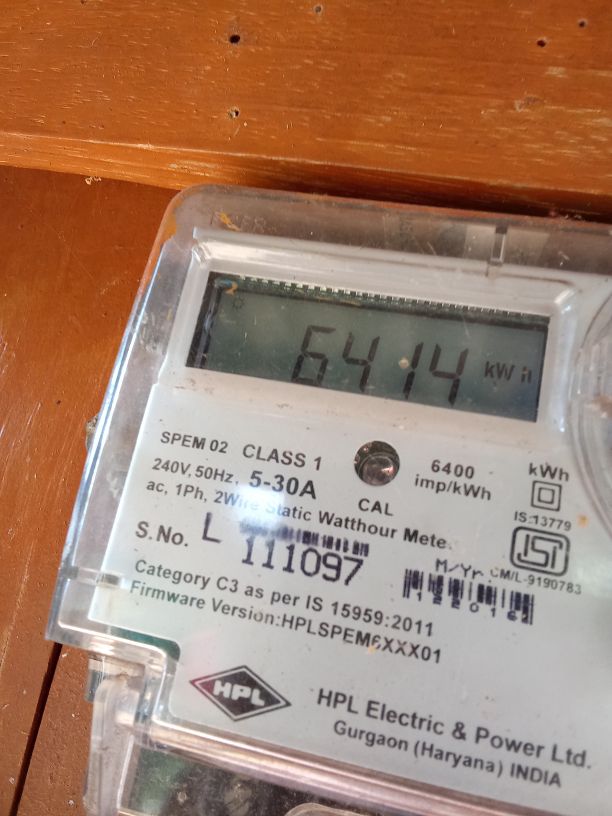 6414 kWh
SPEM 02 CLASS 1
240V, 50Hz, 5-30A
ac, 1Ph, 2Wire Static Watthour Meter
CAL
6400
imp/kWh
kWh
IS:13779
ISI
CM/L-9190783
S.No. L 111097
M/Yr.
Category C3 as per IS 15959:2011
Firmware Version:HPLSPEM6XXX01
HPL
HPL Electric & Power Ltd.
Gurgaon (Haryana) INDIA